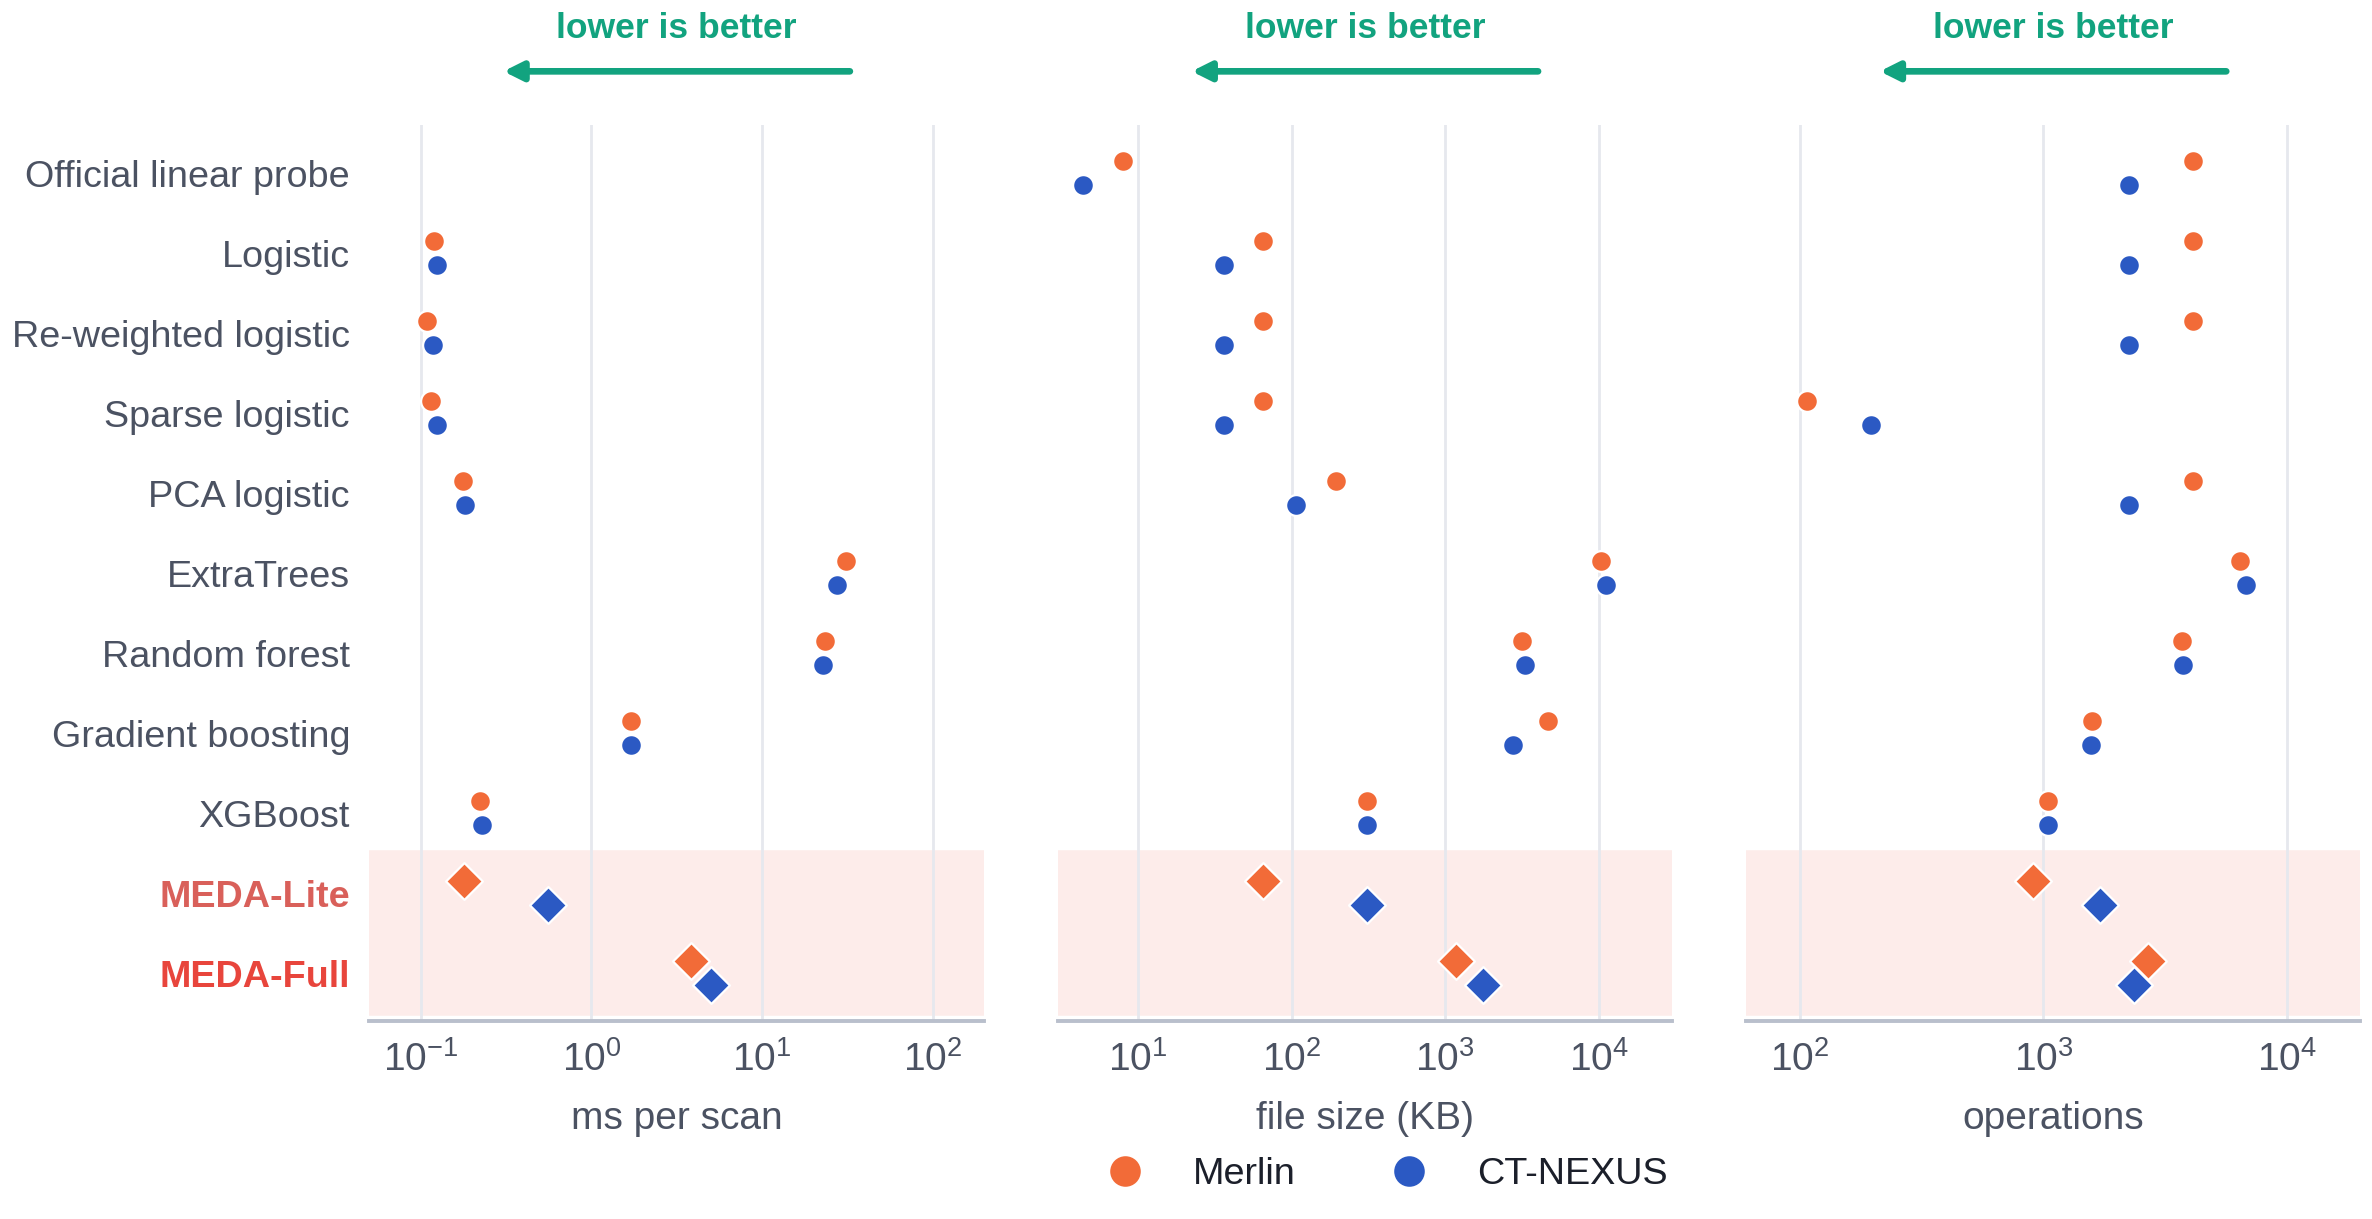 lower is better
lower is better
lower is better
Official linear probe
Logistic
Re-weighted logistic
Sparse logistic
PCA logistic
ExtraTrees
Random forest
Gradient boosting
XGBoost
MEDA-Lite
MEDA-Full
10⁻¹ 10⁰ 10¹ 10²
10¹ 10² 10³ 10⁴
10² 10³ 10⁴
ms per scan
file size (KB)
operations
Merlin
CT-NEXUS